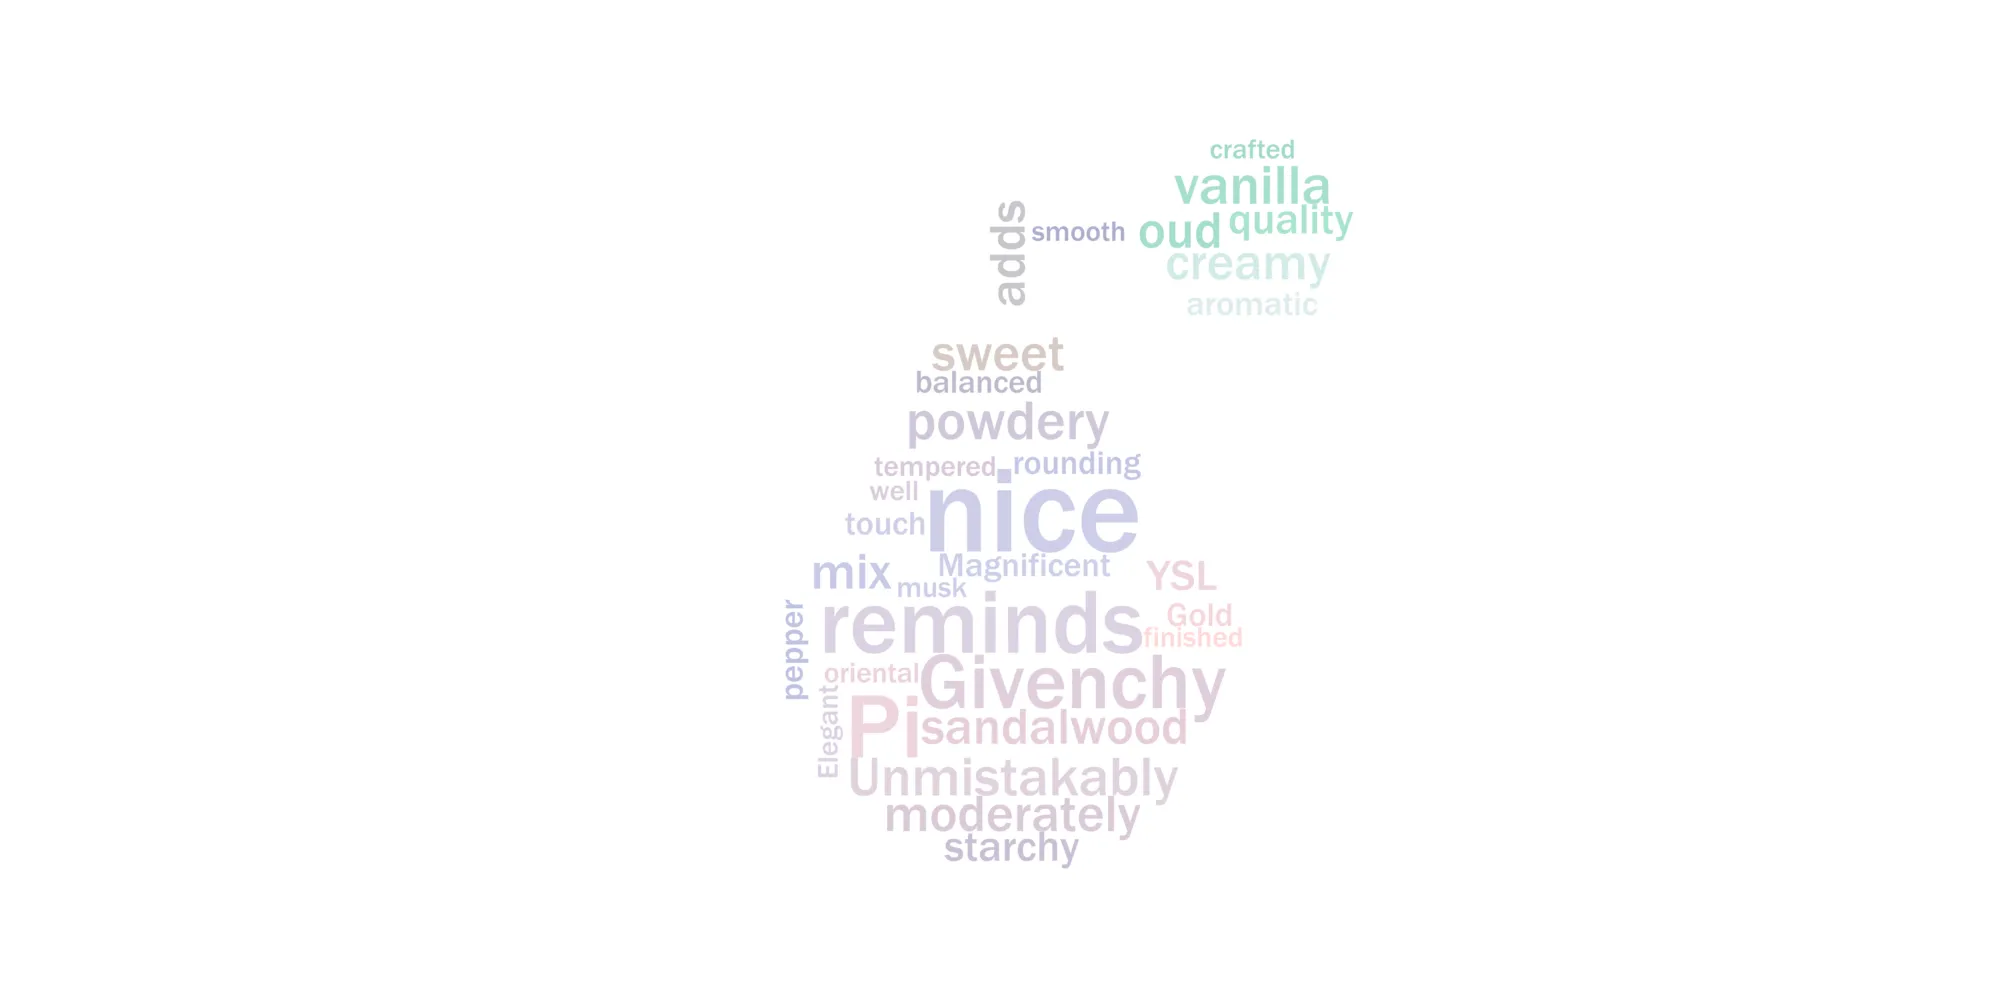 crafted
vanilla
quality
oud
adds
smooth
creamy
aromatic
sweet
balanced
powdery
tempered
rounding
well
nice
touch
Magnificent
mix
YSL
musk
Gold
reminds
finished
pepper
oriental
Givenchy
Elegant
Pi
sandalwood
Unmistakably
moderately
starchy